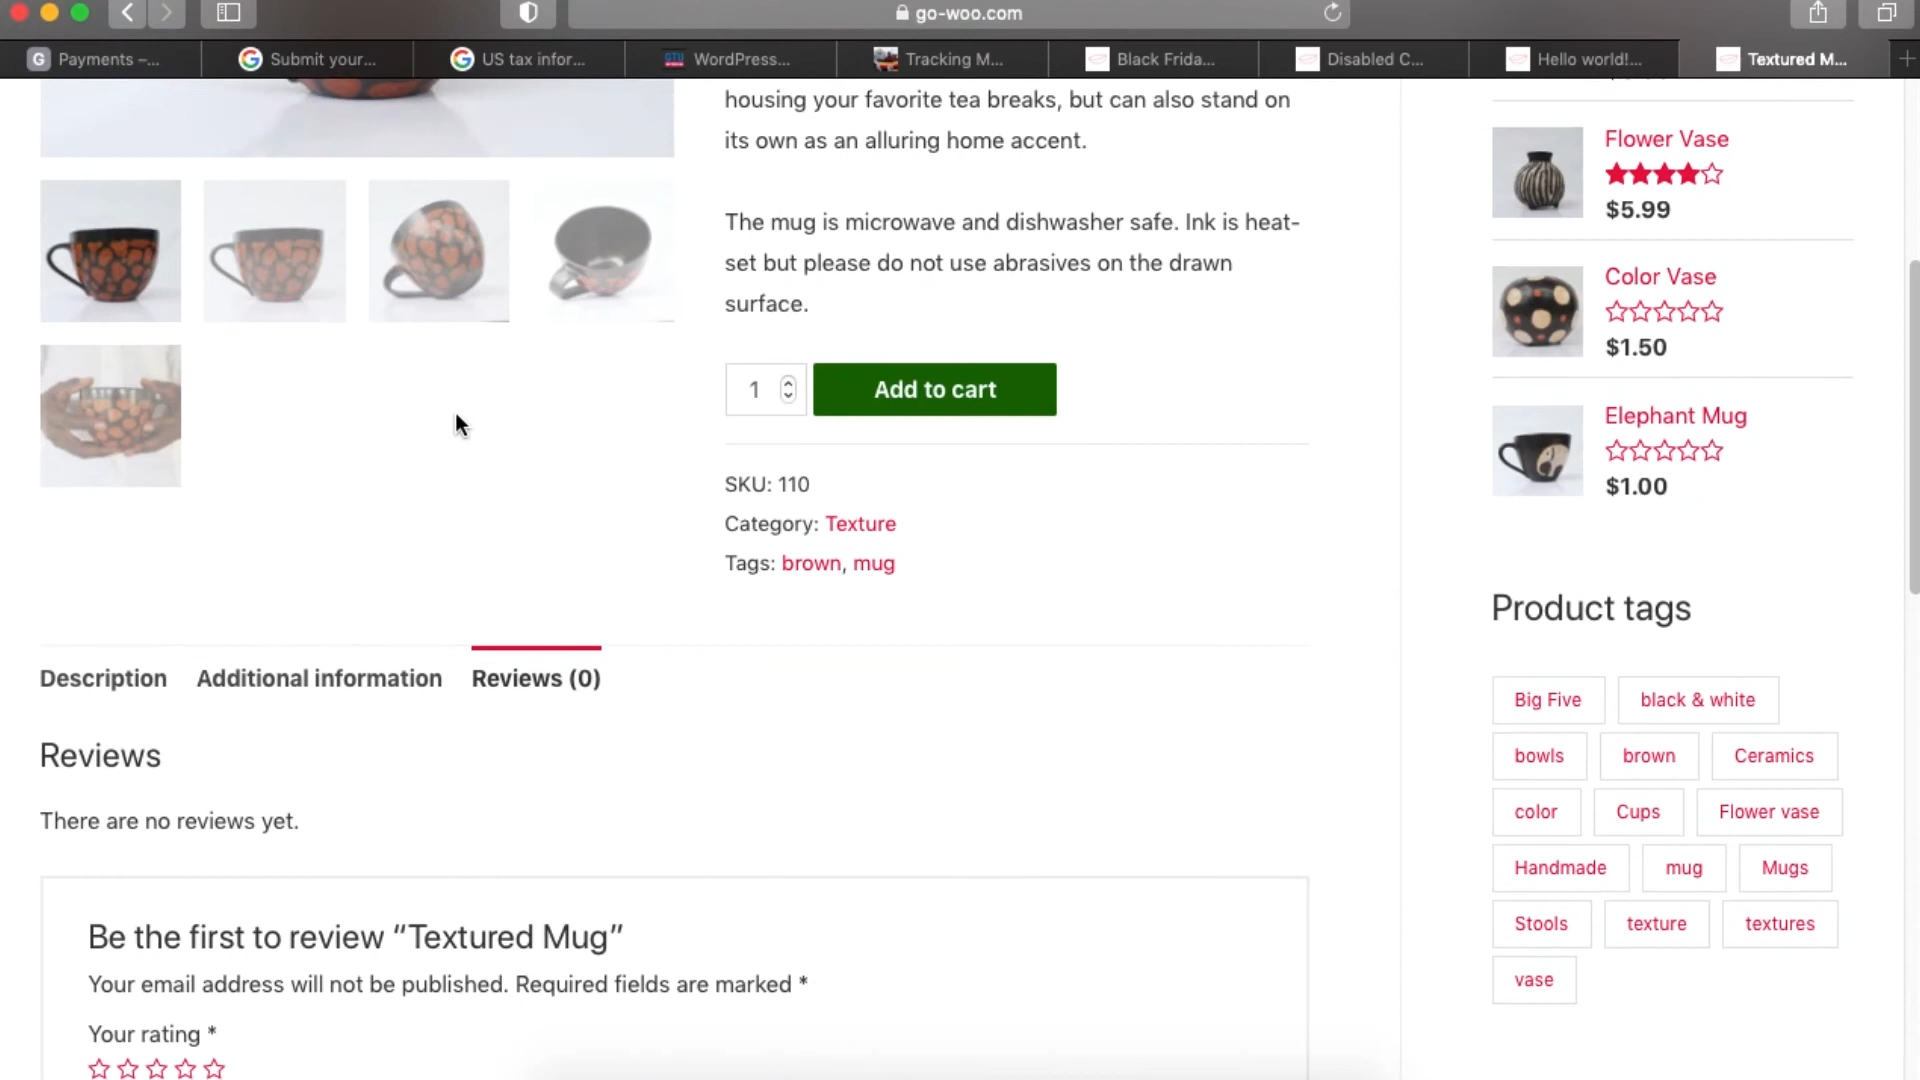 go-woo.com
G Payments –...
Submit your...
US tax infor...
WordPress...
Tracking M...
Black Frida...
Disabled C...
Hello world!...
Textured M...
housing your favorite tea breaks, but can also stand on
its own as an alluring home accent.
The mug is microwave and dishwasher safe. Ink is heat-
set but please do not use abrasives on the drawn
surface.
1
Add to cart
SKU: 110
Category: Texture
Tags: brown, mug
Description
Additional information
Reviews (0)
Reviews
There are no reviews yet.
Be the first to review “Textured Mug”
Your email address will not be published. Required fields are marked *
Your rating *
Flower Vase
$5.99
Color Vase
$1.50
Elephant Mug
$1.00
Product tags
Big Five
black & white
bowls
brown
Ceramics
color
Cups
Flower vase
Handmade
mug
Mugs
Stools
texture
textures
vase